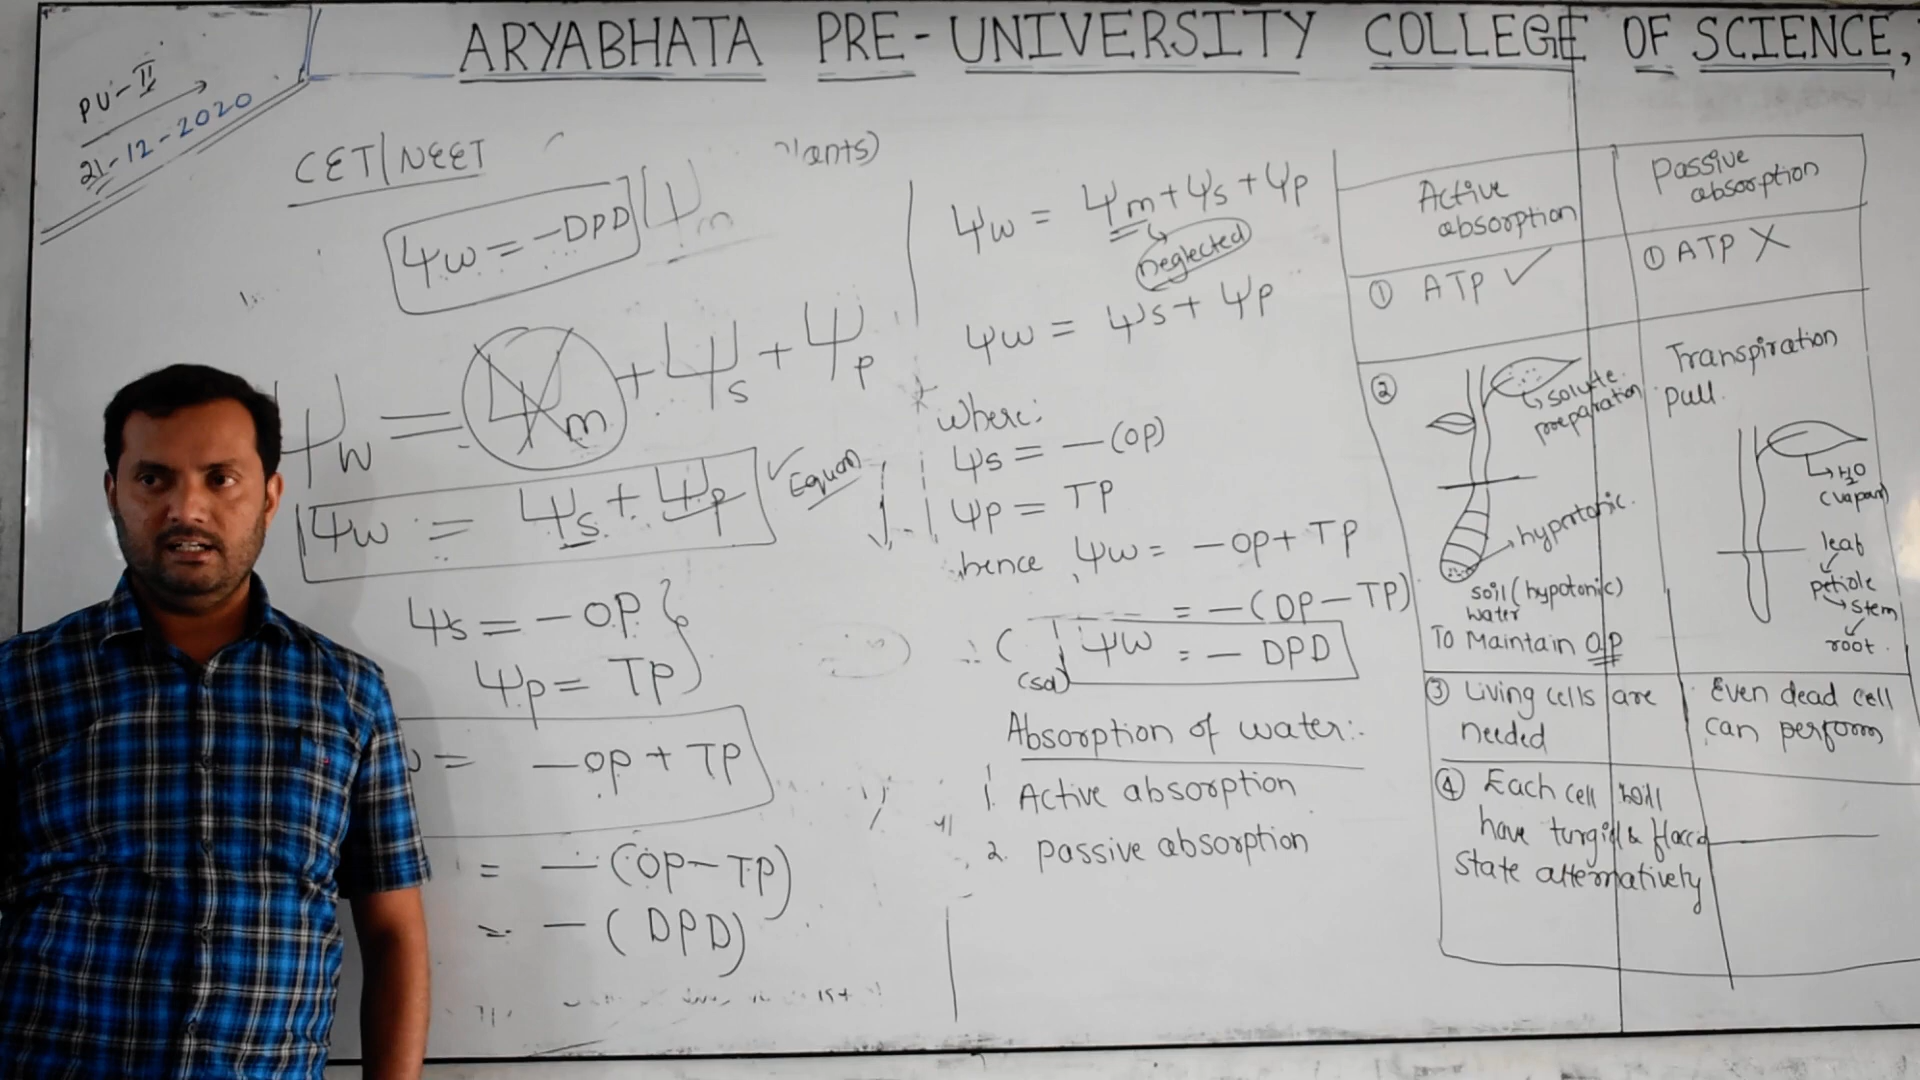 ARYABHATA PRE-UNIVERSITY COLLEGE OF SCIENCE,
PU-II
21-12-2020
CET/NEET
lants)
Ψw = -DPD
Ψm
Ψw = Ψm + Ψs + Ψp
Ψw = Ψs + Ψp
Equan
Ψs = -OP
Ψp = TP
= -OP + TP
= -(OP-TP)
= -(DPD)
Ψw = Ψm + Ψs + Ψp
neglected
Ψw = Ψs + Ψp
where:
Ψs = -(OP)
Ψp = TP
hence, Ψw = -OP + TP
= -(OP-TP)
Ψw = - DPD
Absorption of water:-
1. Active absorption
2. passive absorption
Active
absorption
① ATP ✓
②
solute
preparation
hypertonic.
soil (hypotonic)
water
To Maintain OP
③ Living cells are
needed
④ Each cell will
have turgid & flaccid
state alternatively
Passive
absorption
① ATP X
Transpiration
pull.
H2O
(vapour)
leaf
petiole
stem
root.
Even dead cell
can perform